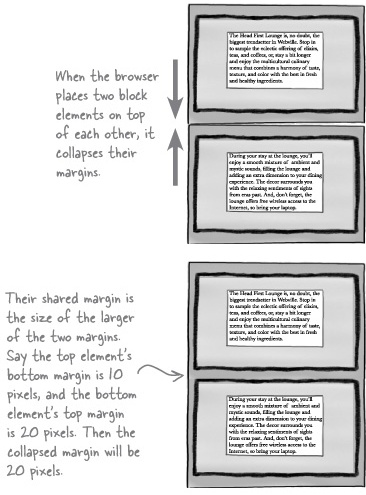 When the browser
places two block
elements on top
of each other, it
collapses their
margins.
The Head First Lounge is, no doubt, the
biggest trendsetter in Webville. Stop in
to sample the eclectic offering of elixirs,
teas, and coffees, or, stay a bit longer
and enjoy the multicultural culinary
menu that combines a harmony of taste,
texture, and color with the best in fresh
and healthy ingredients.
During your stay at the lounge, you'll
enjoy a smooth mixture of ambient and
mystic sounds, filling the lounge and
adding an extra dimension to your dining
experience. The decor surrounds you
with the relaxing sentiments of sights
from eras past. And, don't forget, the
lounge offers free wireless access to the
Internet, so bring your laptop.
Their shared margin is
the size of the larger
of the two margins.
Say the top element's
bottom margin is 10
pixels, and the bottom
element's top margin
is 20 pixels. Then the
collapsed margin will be
20 pixels.
The Head First Lounge is, no doubt, the
biggest trendsetter in Webville. Stop in
to sample the eclectic offering of elixirs,
teas, and coffees, or, stay a bit longer
and enjoy the multicultural culinary
menu that combines a harmony of taste,
texture, and color with the best in fresh
and healthy ingredients.
During your stay at the lounge, you'll
enjoy a smooth mixture of ambient and
mystic sounds, filling the lounge and
adding an extra dimension to your dining
experience. The decor surrounds you
with the relaxing sentiments of sights
from eras past. And, don't forget, the
lounge offers free wireless access to the
Internet, so bring your laptop.